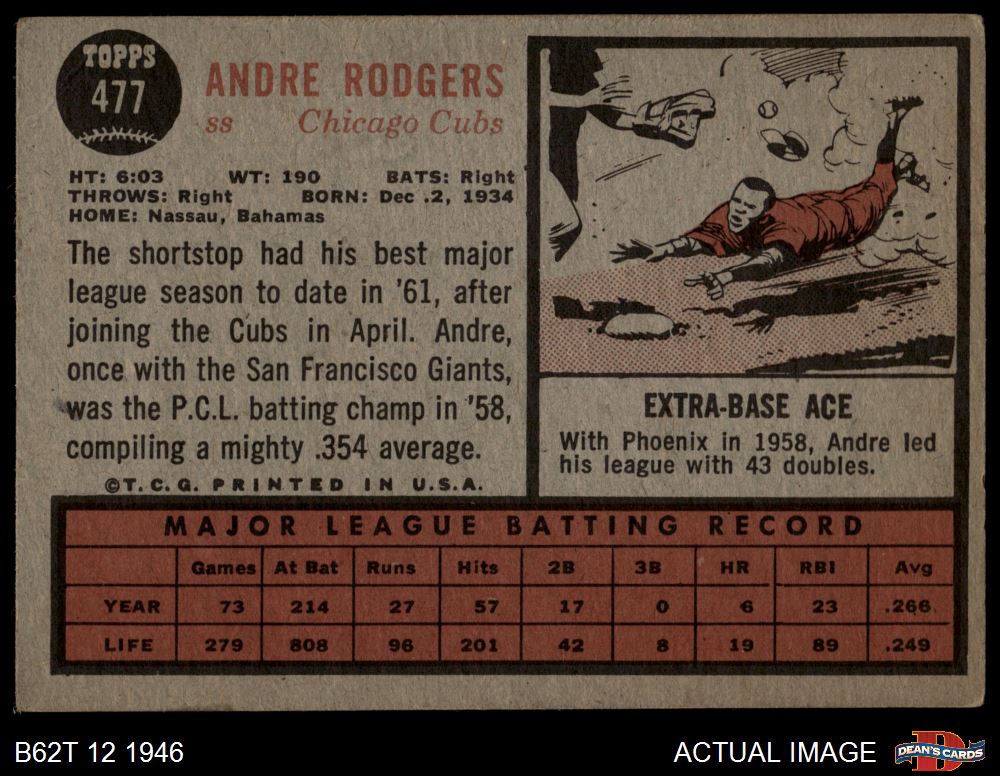 TOPPS
477
ANDRE RODGERS
ss Chicago Cubs
HT: 6:03 WT: 190 BATS: Right
THROWS: Right BORN: Dec .2, 1934
HOME: Nassau, Bahamas
The shortstop had his best major
league season to date in '61, after
joining the Cubs in April. Andre,
once with the San Francisco Giants,
was the P.C.L. batting champ in '58,
compiling a mighty .354 average.
©T.C.G. PRINTED IN U.S.A.
EXTRA-BASE ACE
With Phoenix in 1958, Andre led
his league with 43 doubles.
MAJOR LEAGUE BATTING RECORD
Games At Bat Runs Hits 2B 3B HR RBI Avg
YEAR 73 214 27 57 17 0 6 23 .266
LIFE 279 808 96 201 42 8 19 89 .249
B62T 12 1946
ACTUAL IMAGE
DEAN'S CARDS